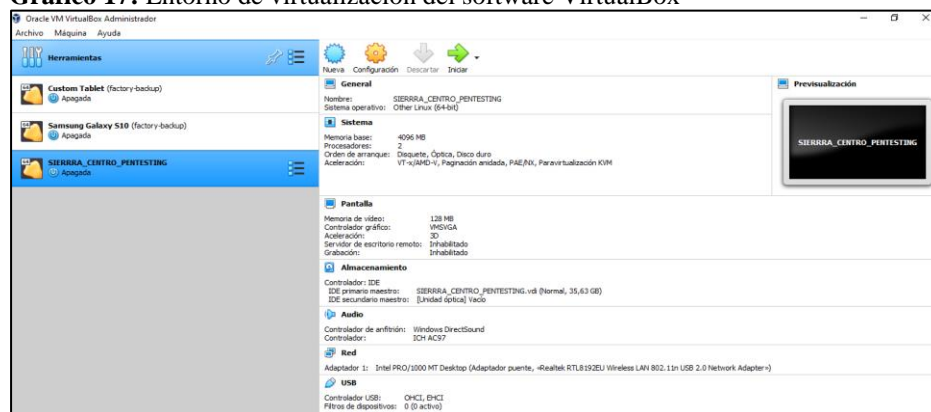 Gráfico 17: Entorno de virtualización del software VirtualBox
Oracle VM VirtualBox Administrador
Archivo Máquina Ayuda
Herramientas
Custom Tablet (factory-backup)
Apagada
Samsung Galaxy S10 (factory-backup)
Apagada
SIERRRA_CENTRO_PENTESTING
Apagada
Nueva Configuración Descartar Iniciar
General
Nombre: SIERRRA_CENTRO_PENTESTING
Sistema operativo: Other Linux (64-bit)
Sistema
Memoria base: 4096 MB
Procesadores: 2
Orden de arranque: Disquete, Óptica, Disco duro
Aceleración: VT-x/AMD-V, Paginación anidada, PAE/NX, Paravirtualización KVM
Previsualización
SIERRRA_CENTRO_PENTESTING
Pantalla
Memoria de vídeo: 128 MB
Controlador gráfico: VMSVGA
Aceleración: 3D
Servidor de escritorio remoto: Inhabilitado
Grabación: Inhabilitado
Almacenamiento
Controlador: IDE
IDE primario maestro: SIERRRA_CENTRO_PENTESTING.vdi (Normal, 35,63 GB)
IDE secundario maestro: [Unidad óptica] Vacío
Audio
Controlador de anfitrión: Windows DirectSound
Controlador: ICH AC97
Red
Adaptador 1: Intel PRO/1000 MT Desktop (Adaptador puente, «Realtek RTL8192EU Wireless LAN 802.11n USB 2.0 Network Adapter»)
USB
Controlador USB: OHCI, EHCI
Filtros de dispositivos: 0 (0 activo)